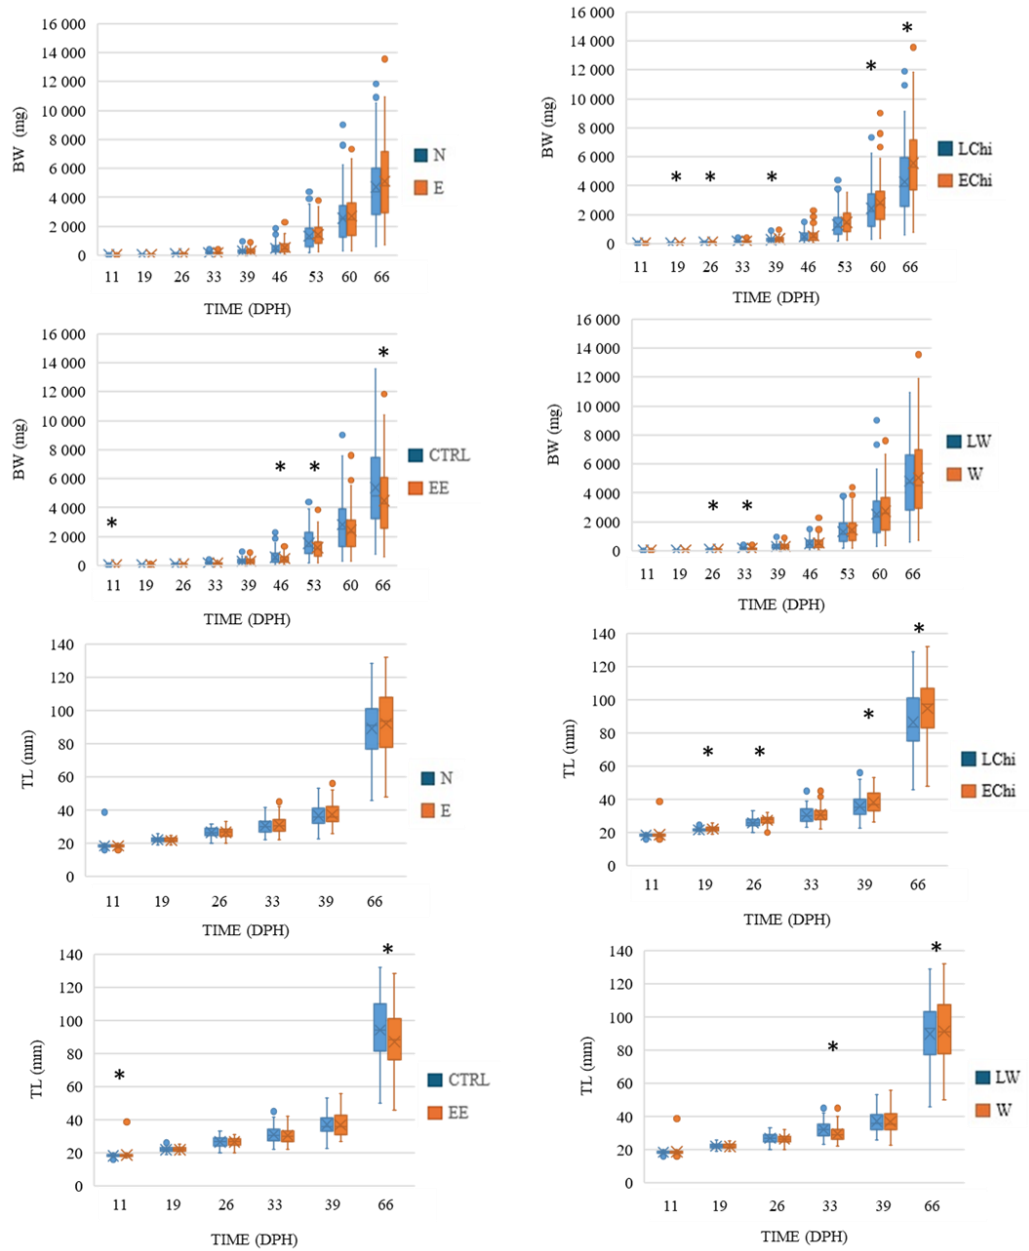 16 000
14 000
12 000
10 000
8 000
6 000
4 000
2 000
0
BW (mg)
11 19 26 33 39 46 53 60 66
TIME (DPH)
N
E
16 000
14 000
12 000
10 000
8 000
6 000
4 000
2 000
0
BW (mg)
* * * * *
11 19 26 33 39 46 53 60 66
TIME (DPH)
LChi
EChi
16 000
14 000
12 000
10 000
8 000
6 000
4 000
2 000
0
BW (mg)
* * * *
11 19 26 33 39 46 53 60 66
TIME (DPH)
CTRL
EE
16 000
14 000
12 000
10 000
8 000
6 000
4 000
2 000
0
BW (mg)
* *
11 19 26 33 39 46 53 60 66
TIME (DPH)
LW
W
140
120
100
80
60
40
20
0
TL (mm)
11 19 26 33 39 66
TIME (DPH)
N
E
140
120
100
80
60
40
20
0
TL (mm)
* * * *
11 19 26 33 39 66
TIME (DPH)
LChi
EChi
140
120
100
80
60
40
20
0
TL (mm)
* *
11 19 26 33 39 66
TIME (DPH)
CTRL
EE
140
120
100
80
60
40
20
0
TL (mm)
* *
11 19 26 33 39 66
TIME (DPH)
LW
W